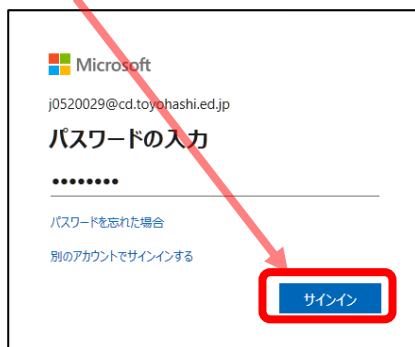 Microsoft
j0520029@cd.toyohashi.ed.jp
パスワードの入力
••••••••
パスワードを忘れた場合
別のアカウントでサインインする
サインイン